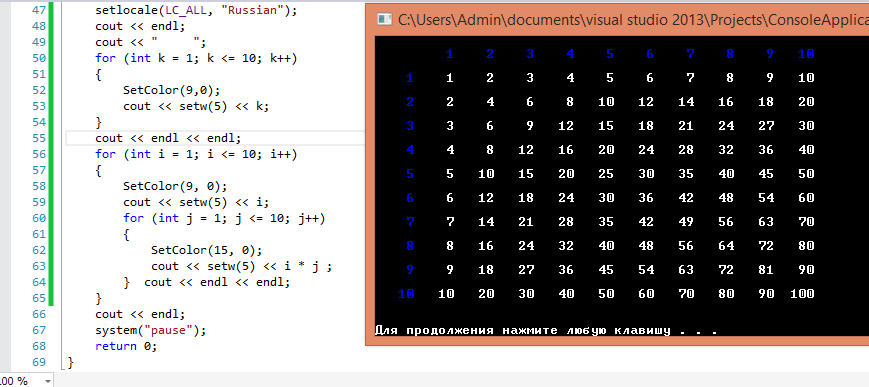 47 setlocale(LC_ALL, "Russian");
48 cout << endl;
49 cout << "     ";
50 for (int k = 1; k <= 10; k++)
51 {
52 SetColor(9,0);
53 cout << setw(5) << k;
54 }
55 cout << endl << endl;
56 for (int i = 1; i <= 10; i++)
57 {
58 SetColor(9, 0);
59 cout << setw(5) << i;
60 for (int j = 1; j <= 10; j++)
61 {
62 SetColor(15, 0);
63 cout << setw(5) << i * j ;
64 }  cout << endl << endl;
65 }
66 cout << endl;
67 system("pause");
68 return 0;
69 }
00 %
C:\Users\Admin\documents\visual studio 2013\Projects\ConsoleApplica
1 2 3 4 5 6 7 8 9 10
1 1 2 3 4 5 6 7 8 9 10
2 2 4 6 8 10 12 14 16 18 20
3 3 6 9 12 15 18 21 24 27 30
4 4 8 12 16 20 24 28 32 36 40
5 5 10 15 20 25 30 35 40 45 50
6 6 12 18 24 30 36 42 48 54 60
7 7 14 21 28 35 42 49 56 63 70
8 8 16 24 32 40 48 56 64 72 80
9 9 18 27 36 45 54 63 72 81 90
10 10 20 30 40 50 60 70 80 90 100
Для продолжения нажмите любую клавишу . . .